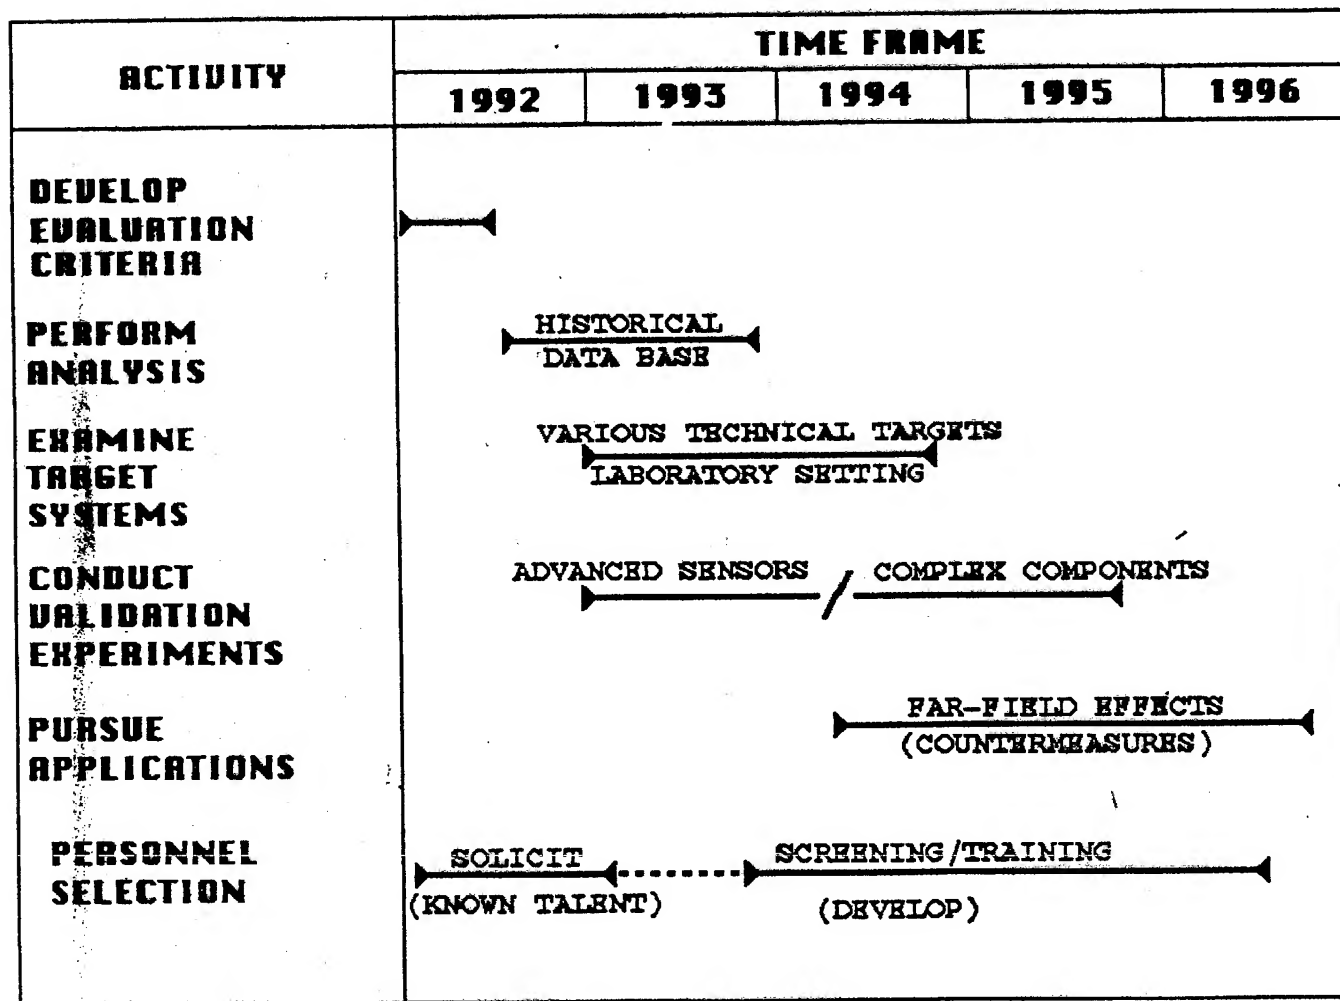 ACTIVITY
TIME FRAME
1992 1993 1994 1995 1996
DEVELOP
EVALUATION
CRITERIA
PERFORM
ANALYSIS
HISTORICAL
DATA BASE
EXAMINE
TARGET
SYSTEMS
VARIOUS TECHNICAL TARGETS
LABORATORY SETTING
CONDUCT
VALIDATION
EXPERIMENTS
ADVANCED SENSORS / COMPLEX COMPONENTS
PURSUE
APPLICATIONS
FAR-FIELD EFFECTS
(COUNTERMEASURES)
PERSONNEL
SELECTION
SOLICIT
(KNOWN TALENT)
SCREENING/TRAINING
(DEVELOP)